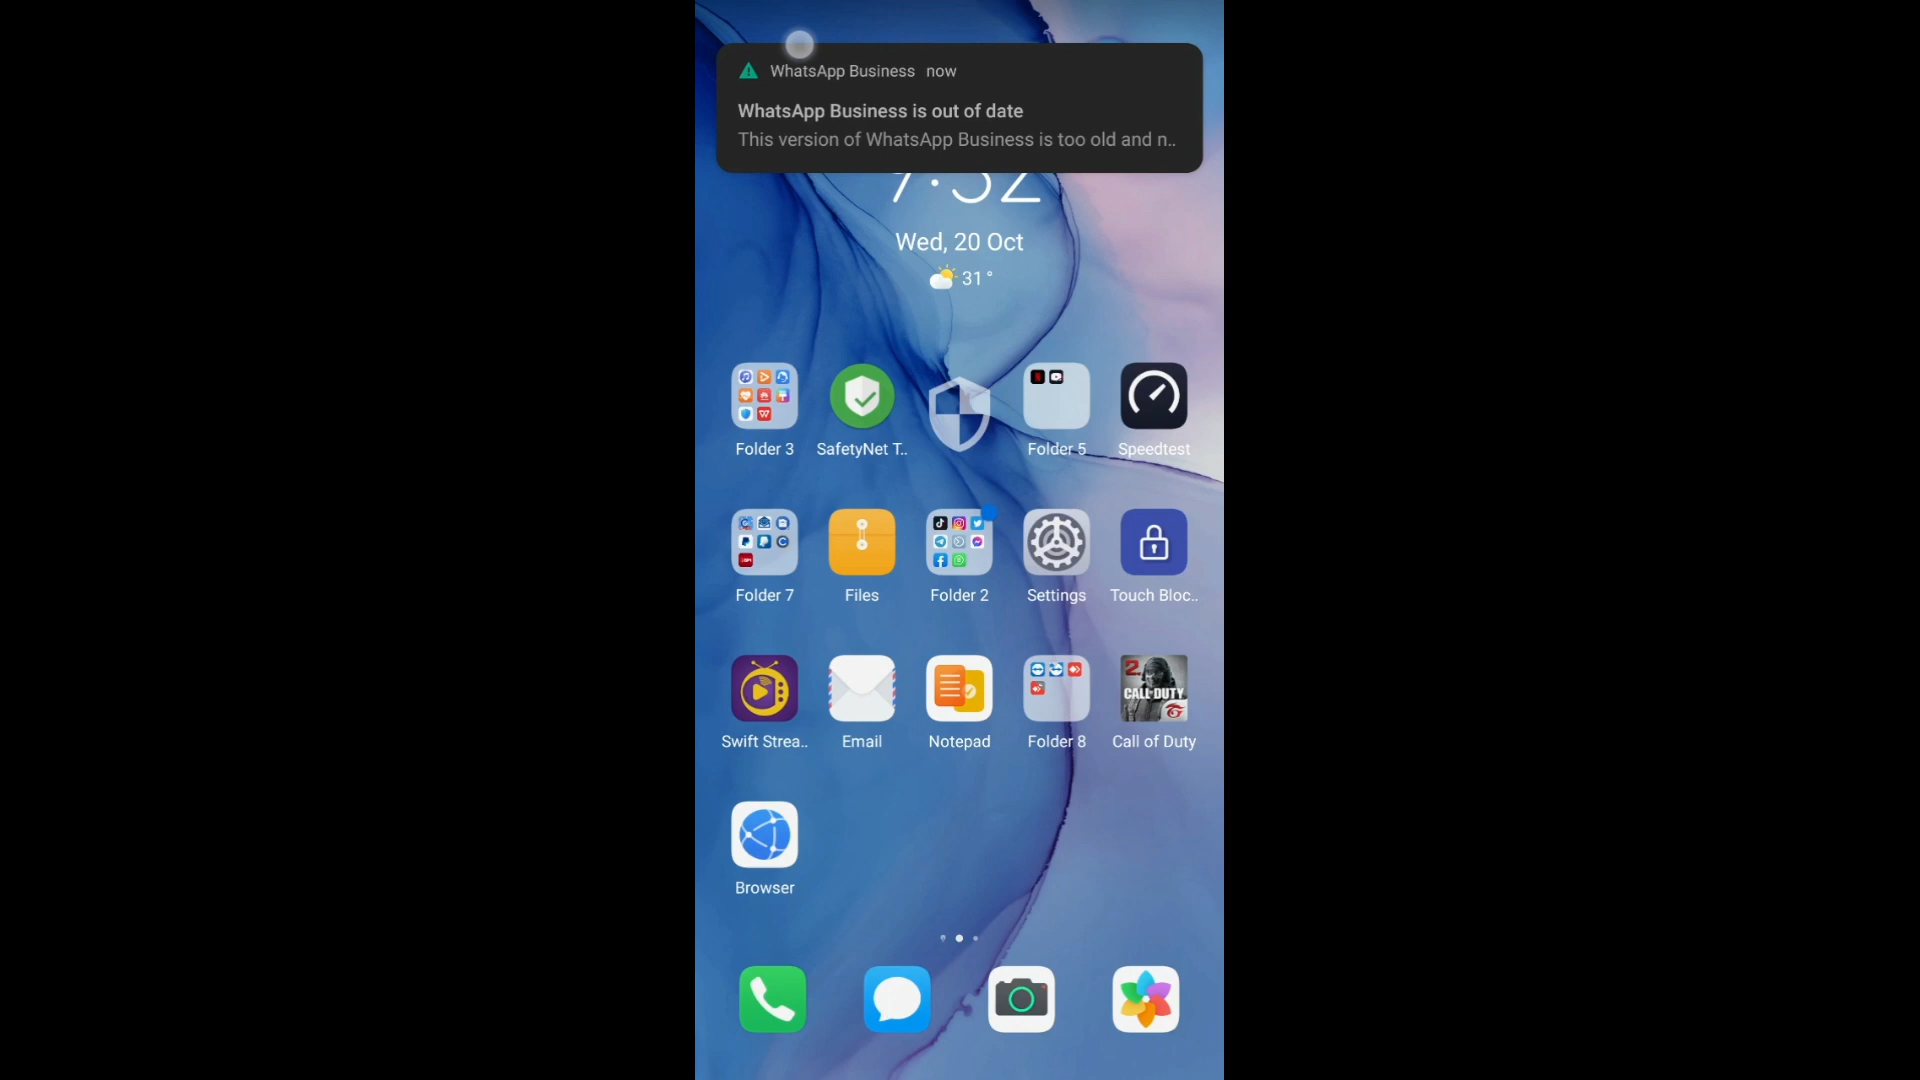 WhatsApp Business now
WhatsApp Business is out of date
This version of WhatsApp Business is too old and n..
Wed, 20 Oct
31°
Folder 3
SafetyNet T..
Folder 5
Speedtest
Folder 7
Files
Folder 2
Settings
Touch Bloc..
2.
CALL OF DUTY
Swift Strea..
Email
Notepad
Folder 8
Call of Duty
Browser